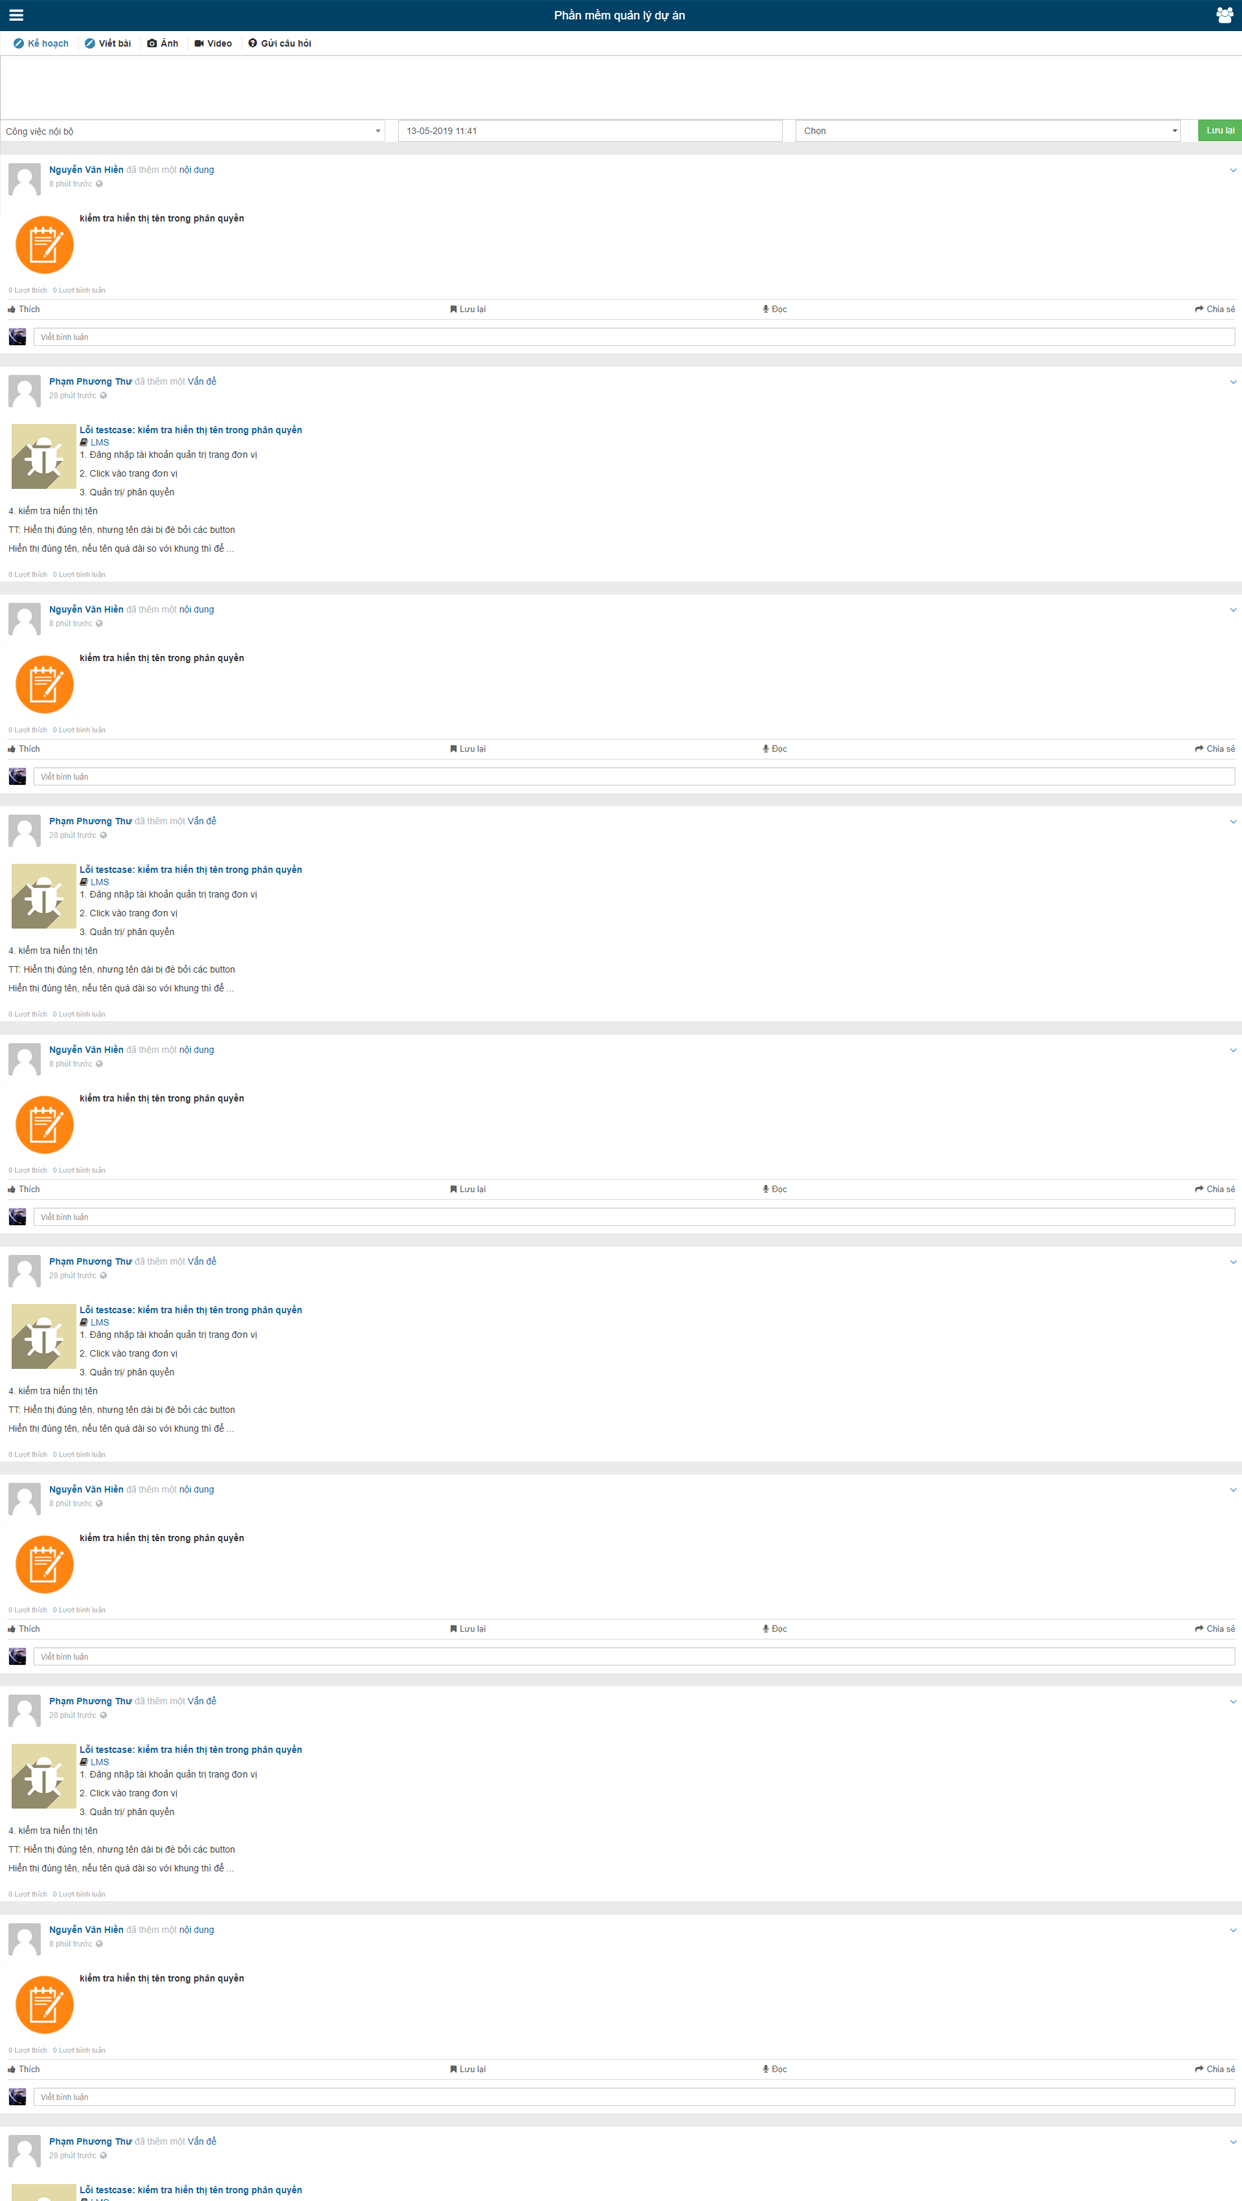 Phần mềm quản lý dự án
Kế hoạch Viết bài Ảnh Video Gửi câu hỏi
Công việc nội bộ 13-05-2019 11:41 Chọn Lưu lại
Nguyễn Văn Hiền đã thêm một nội dung
8 phút trước
kiểm tra hiển thị tên trong phân quyền
0 Lượt thích 0 Lượt bình luận
Thích Lưu lại Đọc Chia sẻ
Viết bình luận
Phạm Phương Thư đã thêm một Vấn đề
28 phút trước
Lỗi testcase: kiểm tra hiển thị tên trong phân quyền
LMS
1. Đăng nhập tài khoản quản trị trang đơn vị
2. Click vào trang đơn vị
3. Quản trị/ phân quyền
4. kiểm tra hiển thị tên
TT: Hiển thị đúng tên, nhưng tên dài bị đè bởi các button
Hiển thị đúng tên, nếu tên quá dài so với khung thì để ...
0 Lượt thích 0 Lượt bình luận
Nguyễn Văn Hiền đã thêm một nội dung
8 phút trước
kiểm tra hiển thị tên trong phân quyền
0 Lượt thích 0 Lượt bình luận
Thích Lưu lại Đọc Chia sẻ
Viết bình luận
Phạm Phương Thư đã thêm một Vấn đề
28 phút trước
Lỗi testcase: kiểm tra hiển thị tên trong phân quyền
LMS
1. Đăng nhập tài khoản quản trị trang đơn vị
2. Click vào trang đơn vị
3. Quản trị/ phân quyền
4. kiểm tra hiển thị tên
TT: Hiển thị đúng tên, nhưng tên dài bị đè bởi các button
Hiển thị đúng tên, nếu tên quá dài so với khung thì để ...
0 Lượt thích 0 Lượt bình luận
Nguyễn Văn Hiền đã thêm một nội dung
8 phút trước
kiểm tra hiển thị tên trong phân quyền
0 Lượt thích 0 Lượt bình luận
Thích Lưu lại Đọc Chia sẻ
Viết bình luận
Phạm Phương Thư đã thêm một Vấn đề
28 phút trước
Lỗi testcase: kiểm tra hiển thị tên trong phân quyền
LMS
1. Đăng nhập tài khoản quản trị trang đơn vị
2. Click vào trang đơn vị
3. Quản trị/ phân quyền
4. kiểm tra hiển thị tên
TT: Hiển thị đúng tên, nhưng tên dài bị đè bởi các button
Hiển thị đúng tên, nếu tên quá dài so với khung thì để ...
0 Lượt thích 0 Lượt bình luận
Nguyễn Văn Hiền đã thêm một nội dung
8 phút trước
kiểm tra hiển thị tên trong phân quyền
0 Lượt thích 0 Lượt bình luận
Thích Lưu lại Đọc Chia sẻ
Viết bình luận
Phạm Phương Thư đã thêm một Vấn đề
28 phút trước
Lỗi testcase: kiểm tra hiển thị tên trong phân quyền
LMS
1. Đăng nhập tài khoản quản trị trang đơn vị
2. Click vào trang đơn vị
3. Quản trị/ phân quyền
4. kiểm tra hiển thị tên
TT: Hiển thị đúng tên, nhưng tên dài bị đè bởi các button
Hiển thị đúng tên, nếu tên quá dài so với khung thì để ...
0 Lượt thích 0 Lượt bình luận
Nguyễn Văn Hiền đã thêm một nội dung
8 phút trước
kiểm tra hiển thị tên trong phân quyền
0 Lượt thích 0 Lượt bình luận
Thích Lưu lại Đọc Chia sẻ
Viết bình luận
Phạm Phương Thư đã thêm một Vấn đề
28 phút trước
Lỗi testcase: kiểm tra hiển thị tên trong phân quyền